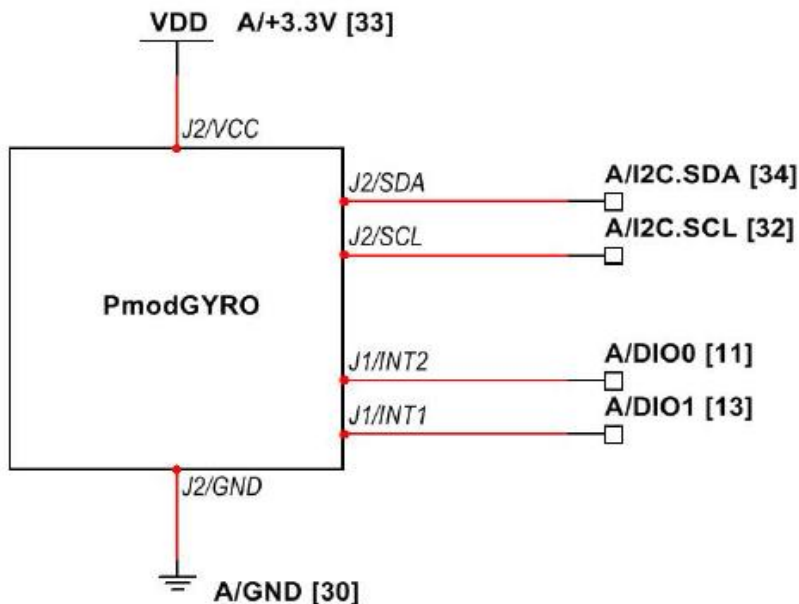 VDD A/+3.3V [33]
J2/VCC
J2/SDA A/I2C.SDA [34]
J2/SCL A/I2C.SCL [32]
PmodGYRO
J1/INT2 A/DIO0 [11]
J1/INT1 A/DIO1 [13]
J2/GND
A/GND [30]